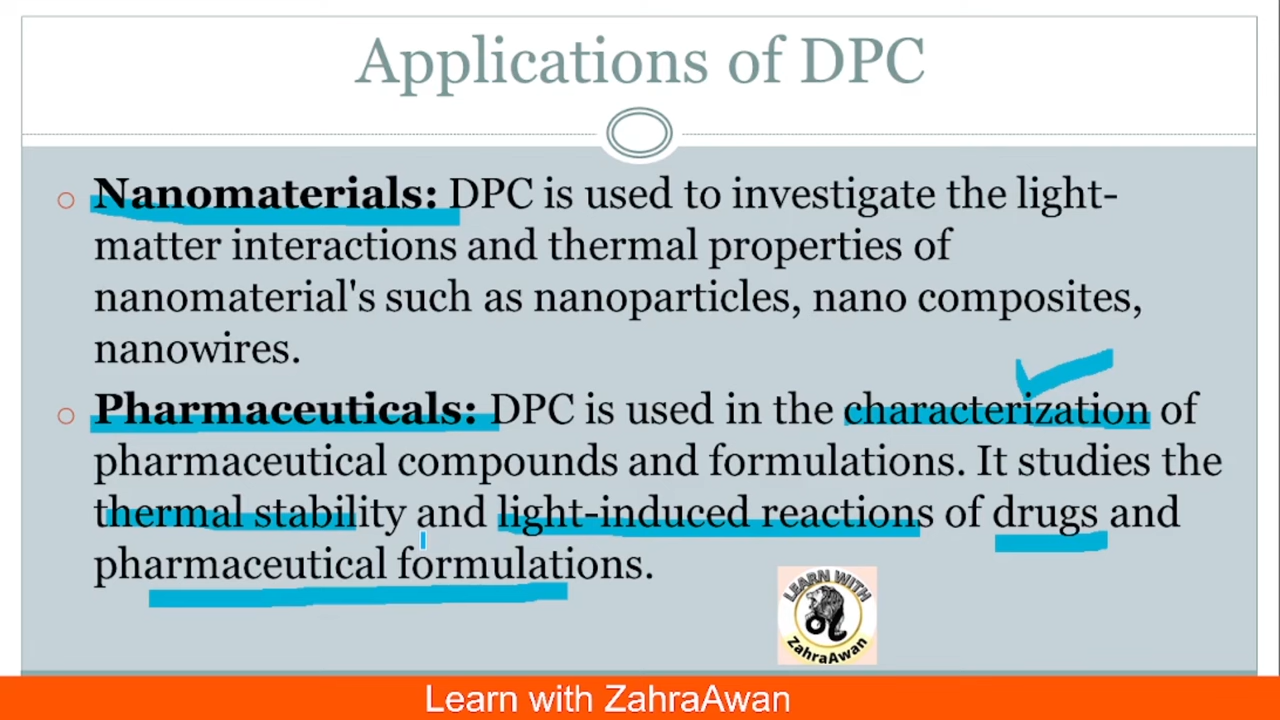 Applications of DPC
Nanomaterials: DPC is used to investigate the light-
matter interactions and thermal properties of
nanomaterial's such as nanoparticles, nano composites,
nanowires.
Pharmaceuticals: DPC is used in the characterization of
pharmaceutical compounds and formulations. It studies the
thermal stability and light-induced reactions of drugs and
pharmaceutical formulations.
LEARN WITH
ZahraAwan
Learn with ZahraAwan